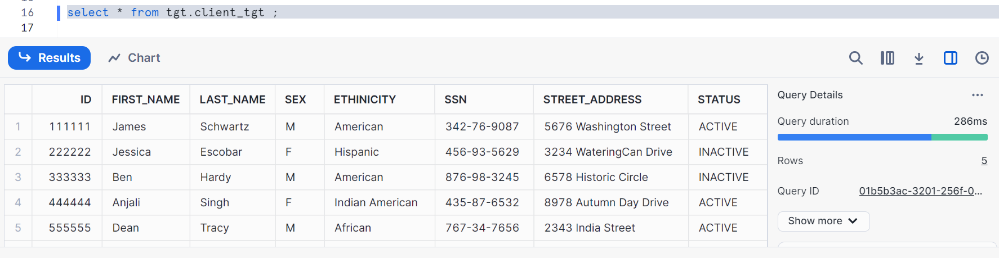 16 select * from tgt.client_tgt ;
17
Results Chart
ID FIRST_NAME LAST_NAME SEX ETHINICITY SSN STREET_ADDRESS STATUS
1 111111 James Schwartz M American 342-76-9087 5676 Washington Street ACTIVE
2 222222 Jessica Escobar F Hispanic 456-93-5629 3234 WateringCan Drive INACTIVE
3 333333 Ben Hardy M American 876-98-3245 6578 Historic Circle INACTIVE
4 444444 Anjali Singh F Indian American 435-87-6532 8978 Autumn Day Drive ACTIVE
5 555555 Dean Tracy M African 767-34-7656 2343 India Street ACTIVE
Query Details ...
Query duration 286ms
Rows 5
Query ID 01b5b3ac-3201-256f-0...
Show more